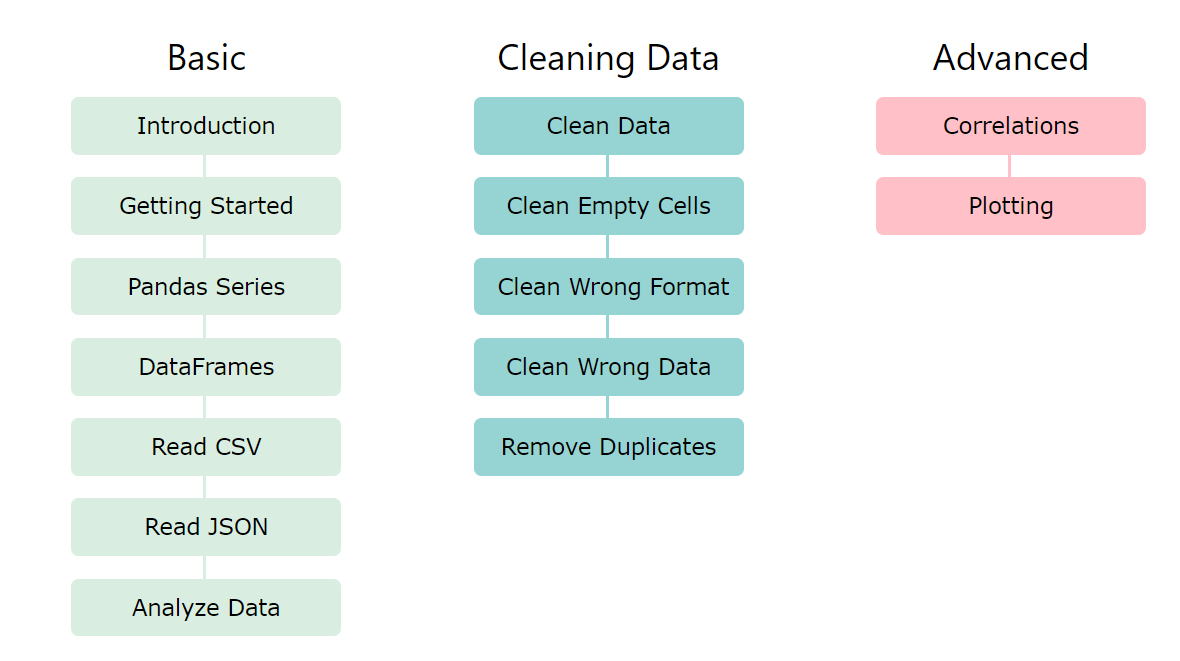 Basic
Introduction
Getting Started
Pandas Series
DataFrames
Read CSV
Read JSON
Analyze Data
Cleaning Data
Clean Data
Clean Empty Cells
Clean Wrong Format
Clean Wrong Data
Remove Duplicates
Advanced
Correlations
Plotting